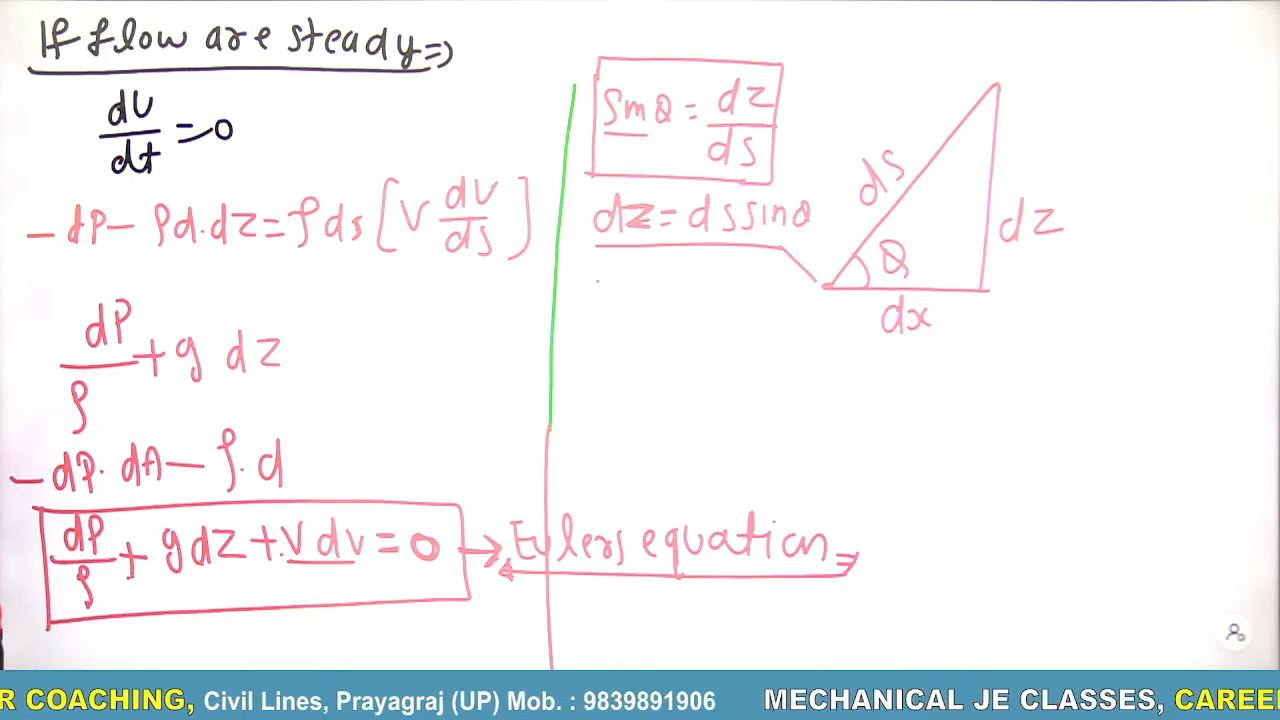 If flow are steady ⇒
dV/dt = 0
− dP − ρd.dz = ρds [V dV/ds]
dP/ρ + g dz
− dP. dA − ρ. d
dP/ρ + gdz + VdV = 0 → Eulers equation
Sinθ = dz/ds
dz = ds sinθ
ds
dz
θ
dx
R COACHING, Civil Lines, Prayagraj (UP) Mob. : 9839891906 MECHANICAL JE CLASSES, CAREE